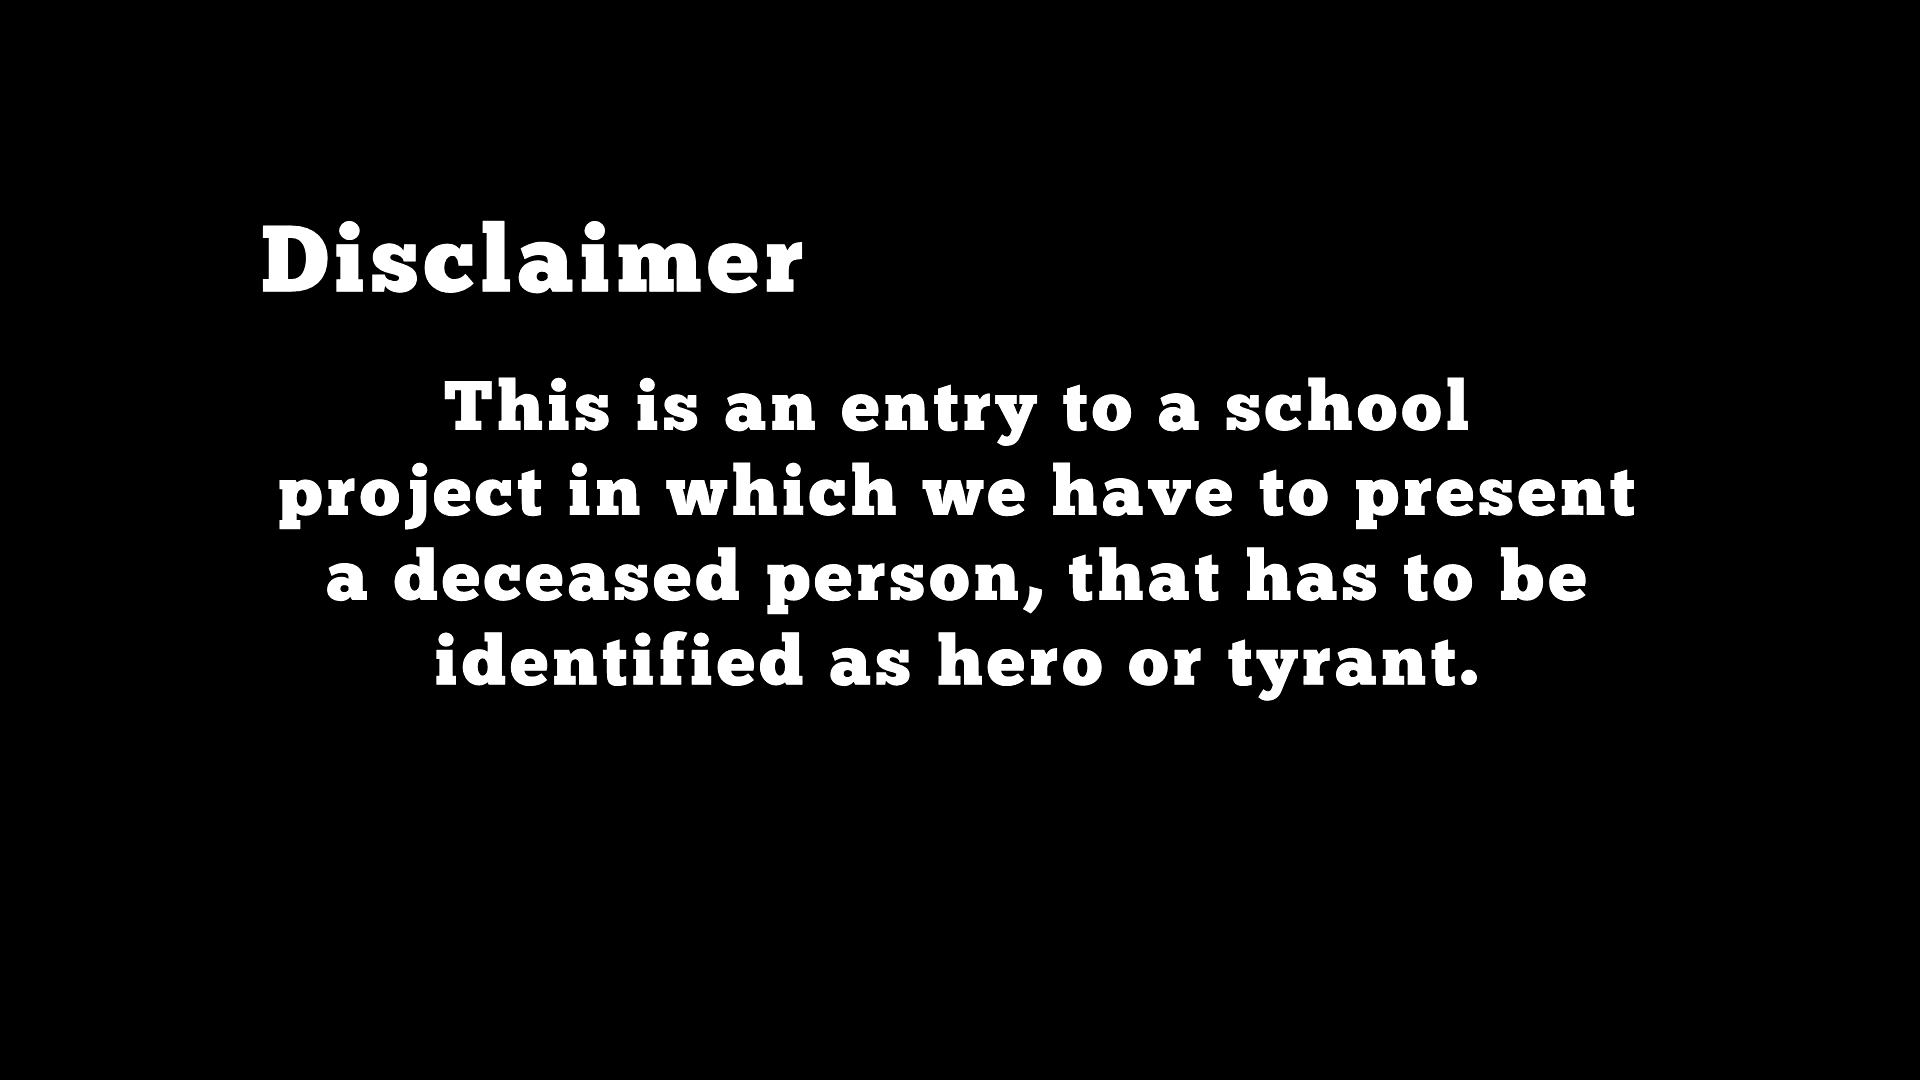 Disclaimer
This is an entry to a school
project in which we have to present
a deceased person, that has to be
identified as hero or tyrant.